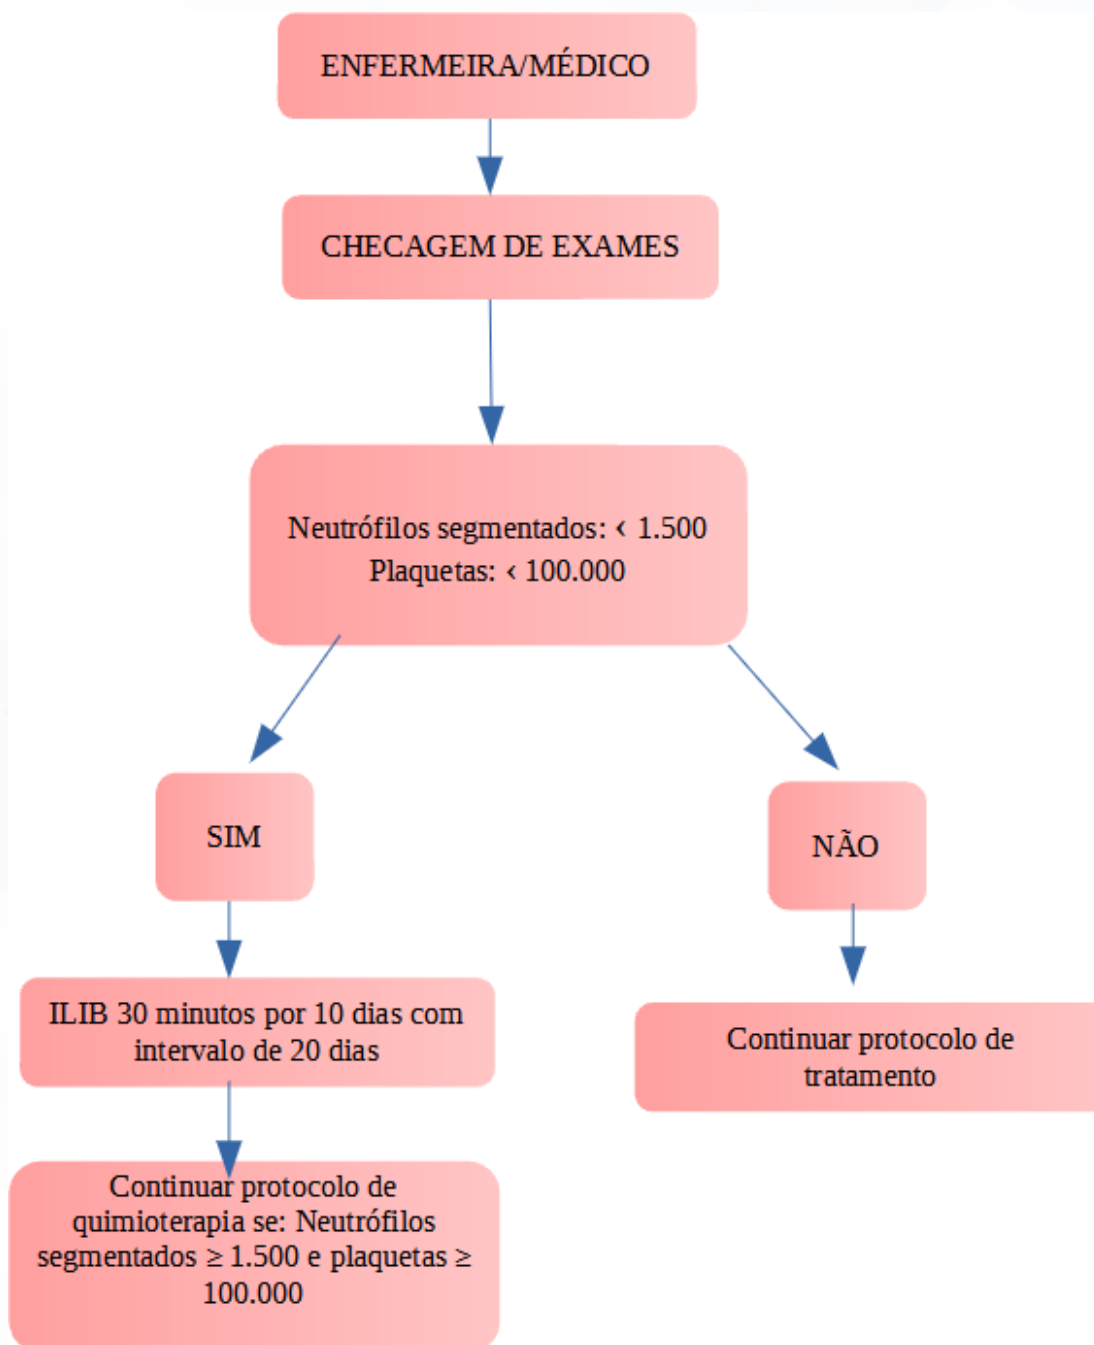 ENFERMEIRA/MÉDICO
CHECAGEM DE EXAMES
Neutrófilos segmentados: ‹ 1.500
Plaquetas: ‹ 100.000
SIM
NÃO
ILIB 30 minutos por 10 dias com
intervalo de 20 dias
Continuar protocolo de
tratamento
Continuar protocolo de
quimioterapia se: Neutrófilos
segmentados ≥ 1.500 e plaquetas ≥
100.000